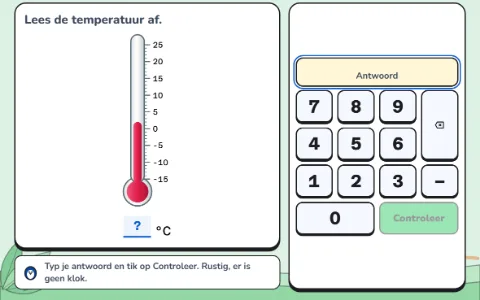 Lees de temperatuur af.
25
20
15
10
5
0
-5
-10
-15
? °C
Typ je antwoord en tik op Controleer. Rustig, er is
geen klok.
Antwoord
7 8 9
4 5 6
1 2 3 −
0 Controleer